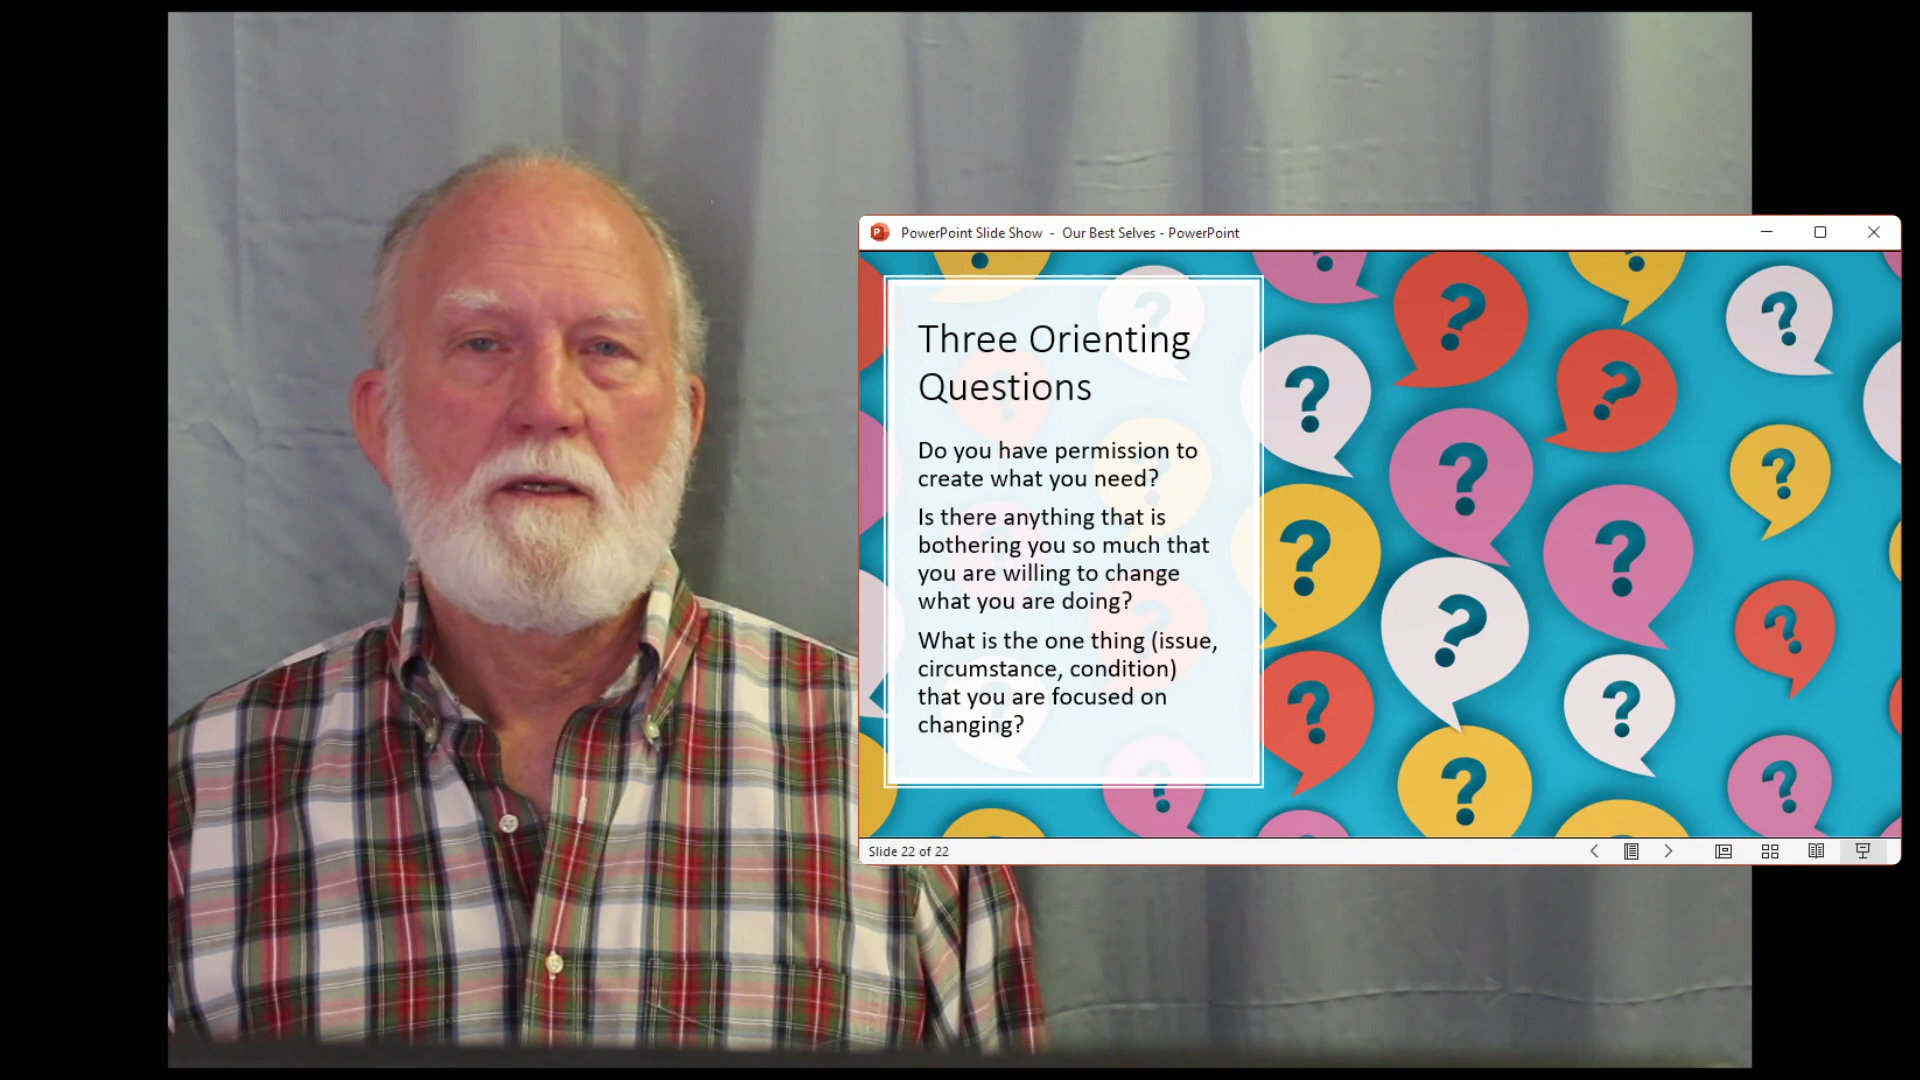 PowerPoint Slide Show - Our Best Selves - PowerPoint
Three Orienting
Questions
Do you have permission to
create what you need?
Is there anything that is
bothering you so much that
you are willing to change
what you are doing?
What is the one thing (issue,
circumstance, condition)
that you are focused on
changing?
Slide 22 of 22